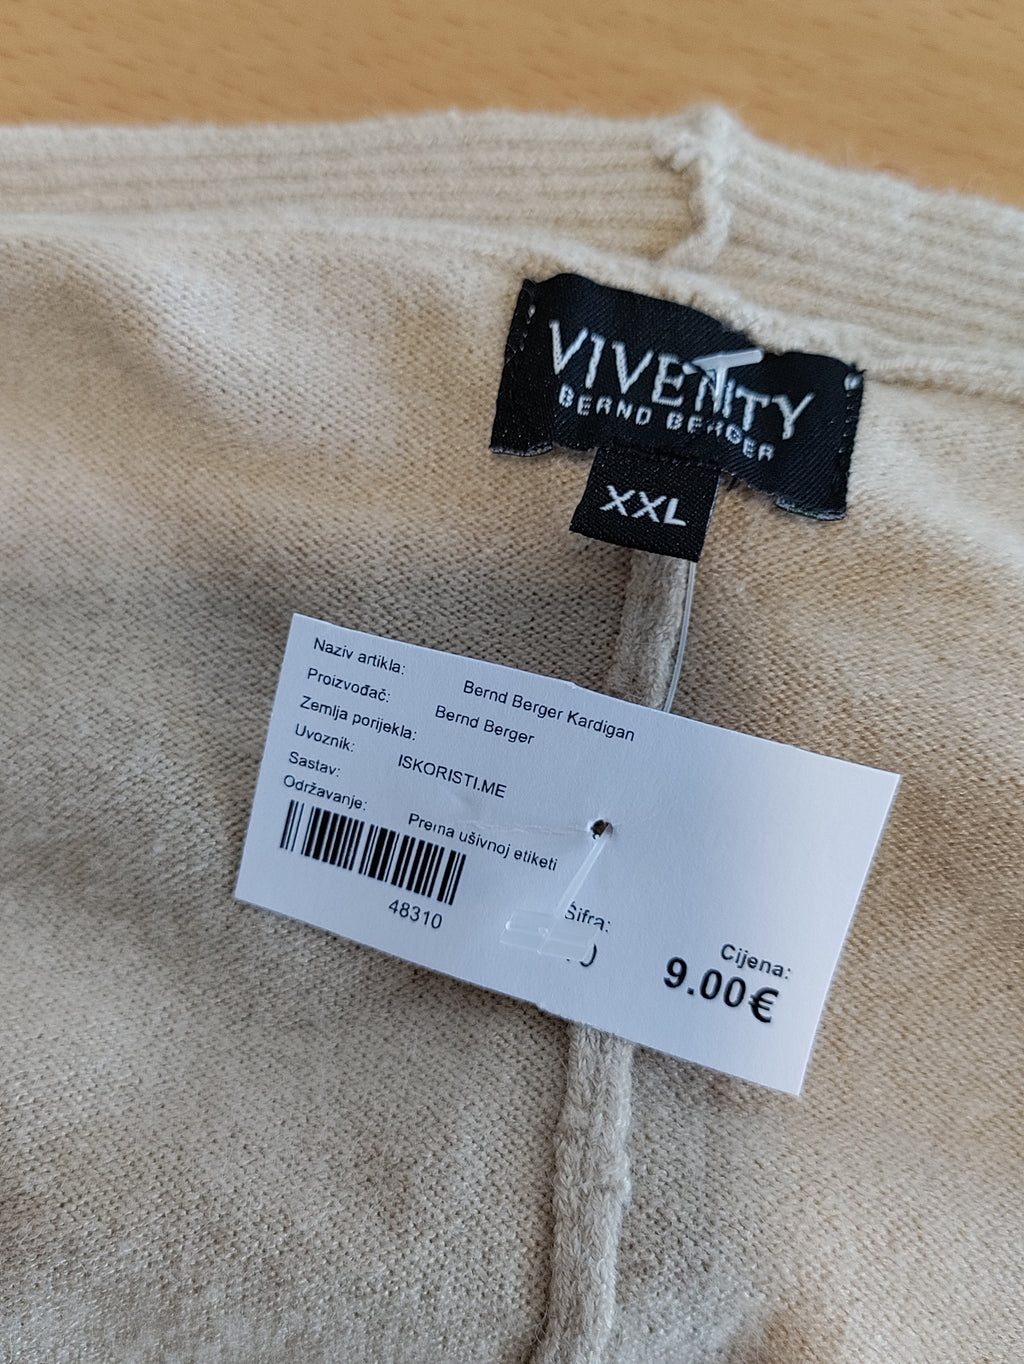 VIVENITY
BERND BERGER
XXL
Naziv artikla: Bernd Berger Kardigan
Proizvođač: Bernd Berger
Zemlja porijekla:
Uvoznik: ISKORISTI.ME
Sastav:
Održavanje: Prema ušivnoj etiketi
48310
Šifra:
Cijena:
9.00€